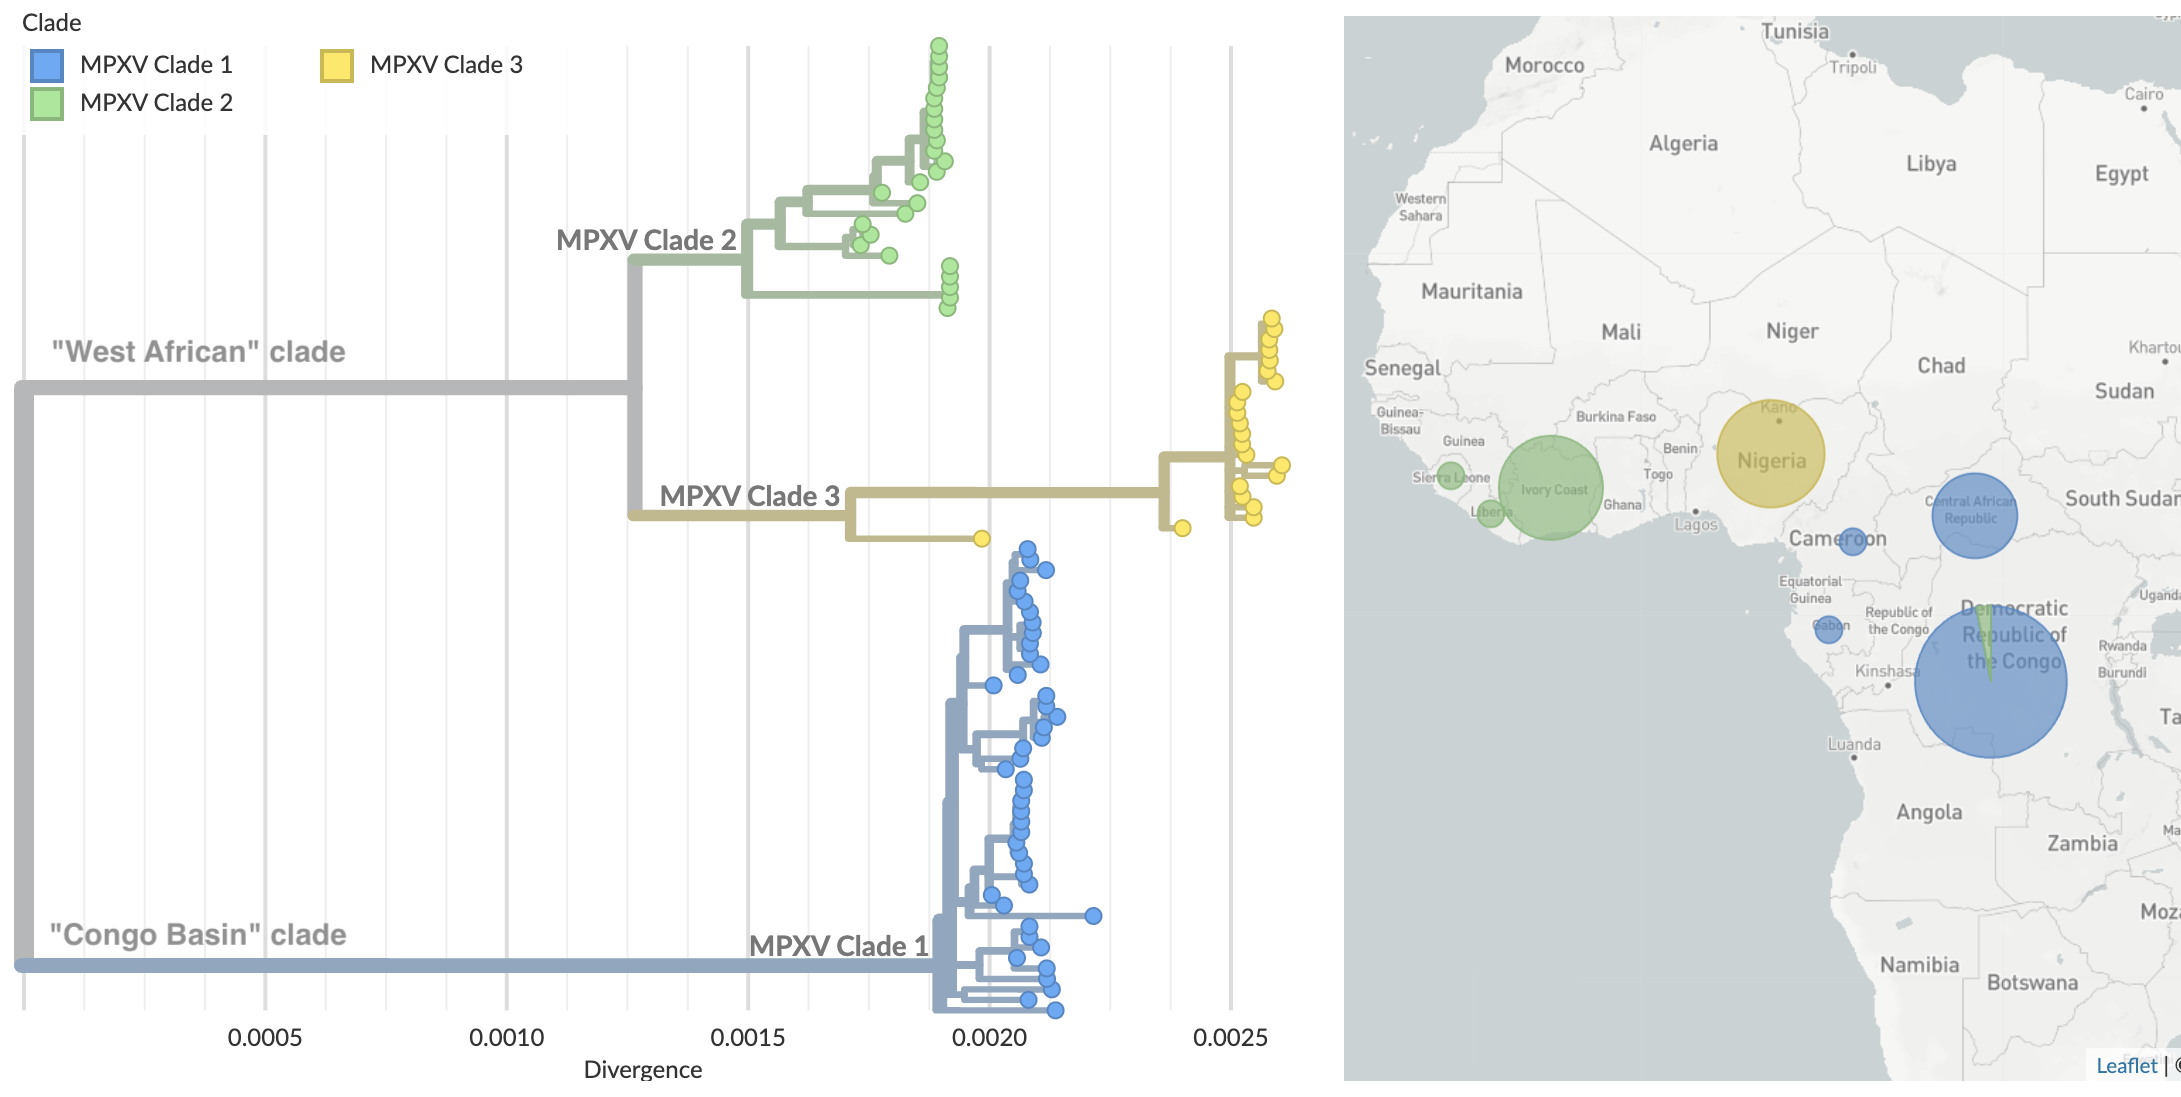 Clade
MPXV Clade 1
MPXV Clade 3
MPXV Clade 2
MPXV Clade 2
"West African" clade
MPXV Clade 3
"Congo Basin" clade
MPXV Clade 1
0.0005
0.0010
0.0015
0.0020
0.0025
Divergence
Tunisia
Morocco
Tripoli
Cairo
Algeria
Libya
Egypt
Western
Sahara
Mauritania
Mali
Niger
Chad
Khartou
Sudan
Senegal
Kano
Guinea-
Bissau
Burkina Faso
Guinea
Benin
Nigeria
Sierra Leone
Togo
Ivory Coast
Ghana
Liberia
Lagos
Central African
Republic
South Sudan
Cameroon
Equatorial
Guinea
Uganda
Republic of
the Congo
Democratic
Republic of
the Congo
Gabon
Rwanda
Burundi
Kinshasa
Ta
Luanda
Angola
Zambia
Ma
Moza
Namibia
Botswana
Leaflet | ©